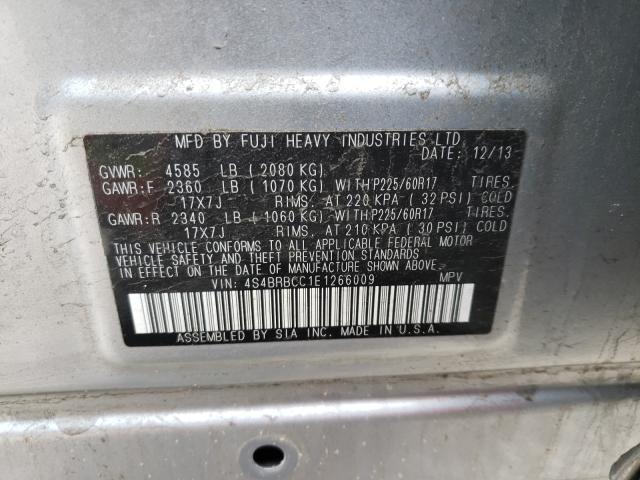 MFD BY FUJI HEAVY INDUSTRIES LTD
DATE: 12/13
GVWR: 4585 LB (2080 KG)
GAWR:F 2360 LB (1070 KG) WITH P225/60R17 TIRES.
17X7J RIMS. AT 220 KPA (32 PSI) COLD
GAWR:R 2340 LB (1060 KG) WITH P225/60R17 TIRES.
17X7J RIMS. AT 210 KPA (30 PSI) COLD
THIS VEHICLE CONFORMS TO ALL APPLICABLE FEDERAL MOTOR
VEHICLE SAFETY AND THEFT PREVENTION STANDARDS
IN EFFECT ON THE DATE OF MANUFACTURE SHOWN ABOVE.
VIN: 4S4BRBCC1E1266009 MPV
ASSEMBLED BY SIA INC. MADE IN U.S.A.